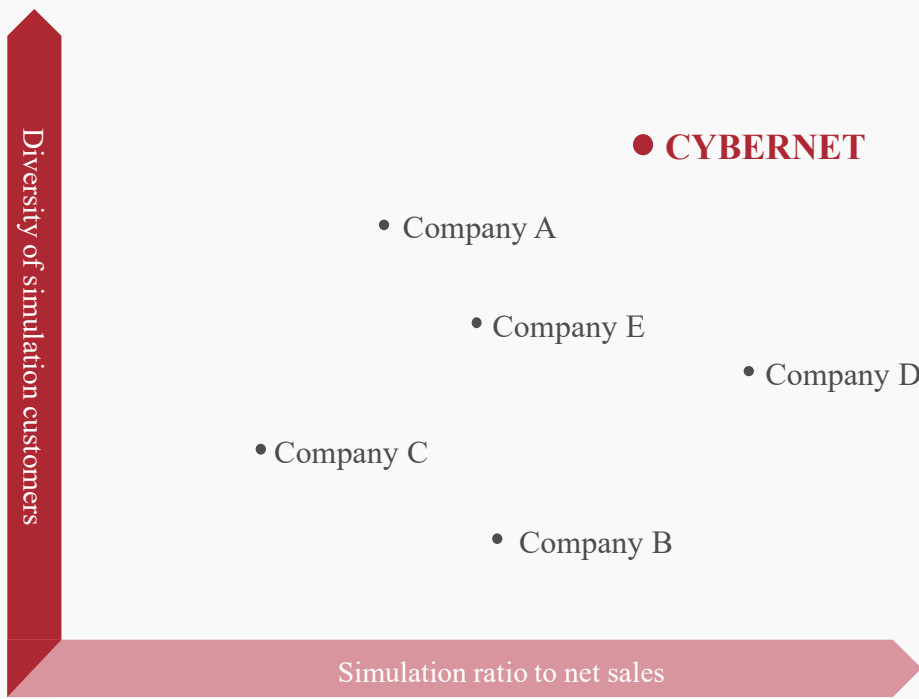 Diversity of simulation customers
CYBERNET
Company A
Company E
Company D
Company C
Company B
Simulation ratio to net sales